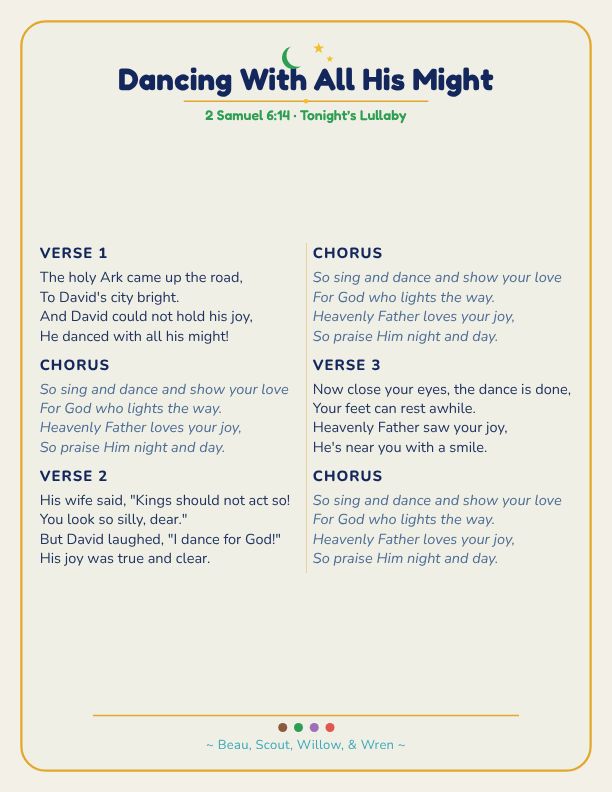 Dancing With All His Might
2 Samuel 6:14 · Tonight's Lullaby
VERSE 1
The holy Ark came up the road,
To David's city bright.
And David could not hold his joy,
He danced with all his might!
CHORUS
So sing and dance and show your love
For God who lights the way.
Heavenly Father loves your joy,
So praise Him night and day.
VERSE 2
His wife said, "Kings should not act so!
You look so silly, dear."
But David laughed, "I dance for God!"
His joy was true and clear.
CHORUS
So sing and dance and show your love
For God who lights the way.
Heavenly Father loves your joy,
So praise Him night and day.
VERSE 3
Now close your eyes, the dance is done,
Your feet can rest awhile.
Heavenly Father saw your joy,
He's near you with a smile.
CHORUS
So sing and dance and show your love
For God who lights the way.
Heavenly Father loves your joy,
So praise Him night and day.
~ Beau, Scout, Willow, & Wren ~